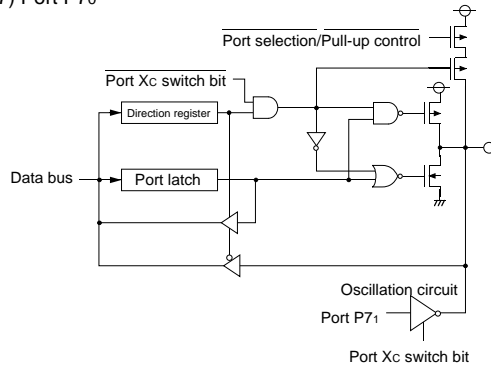 7) Port P70
Port selection/Pull-up control
Port XC switch bit
Direction register
Data bus
Port latch
Oscillation circuit
Port P71
Port XC switch bit